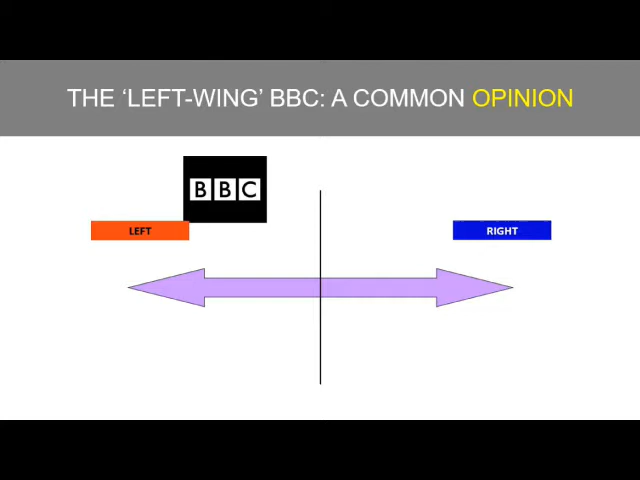 THE ‘LEFT-WING’ BBC: A COMMON OPINION
BBC
LEFT
RIGHT